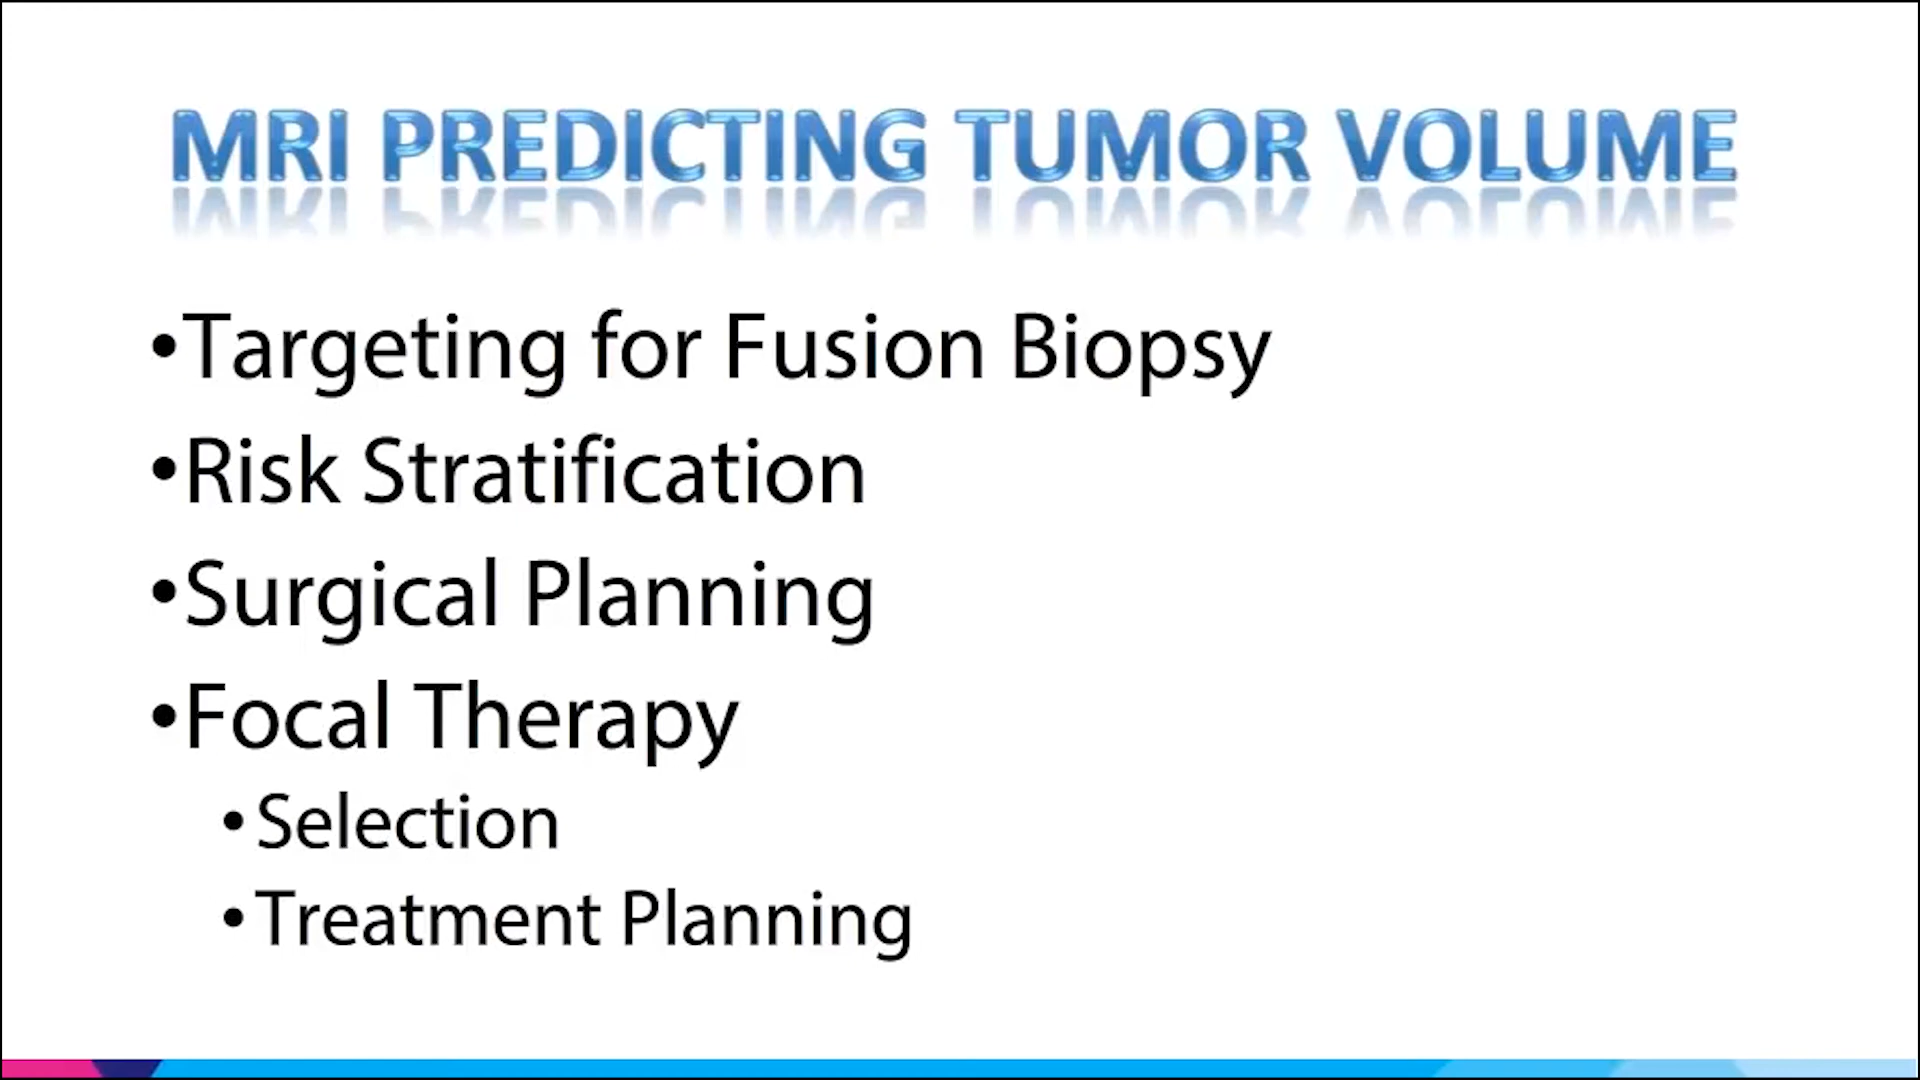 MRI PREDICTING TUMOR VOLUME
•Targeting for Fusion Biopsy
•Risk Stratification
•Surgical Planning
•Focal Therapy
•Selection
•Treatment Planning